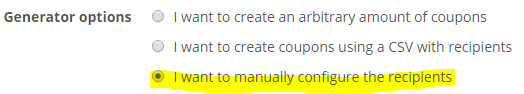 Generator options I want to create an arbitrary amount of coupons
I want to create coupons using a CSV with recipients
I want to manually configure the recipients